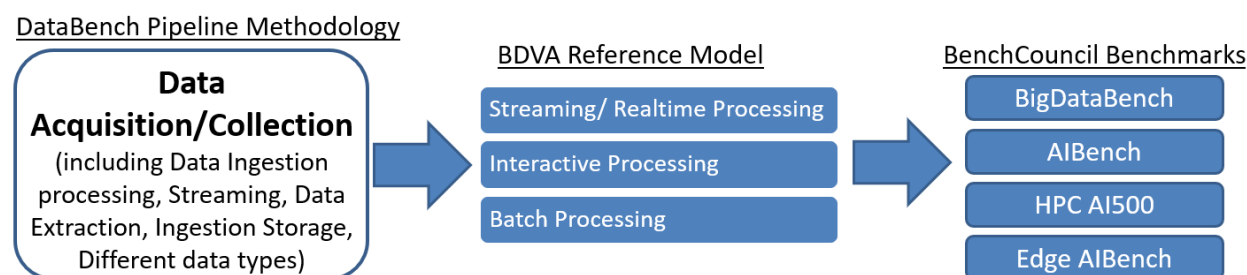 DataBench Pipeline Methodology
Data
Acquisition/Collection
(including Data Ingestion
processing, Streaming, Data
Extraction, Ingestion Storage,
Different data types)
BDVA Reference Model
Streaming/ Realtime Processing
Interactive Processing
Batch Processing
BenchCouncil Benchmarks
BigDataBench
AIBench
HPC AI500
Edge AIBench